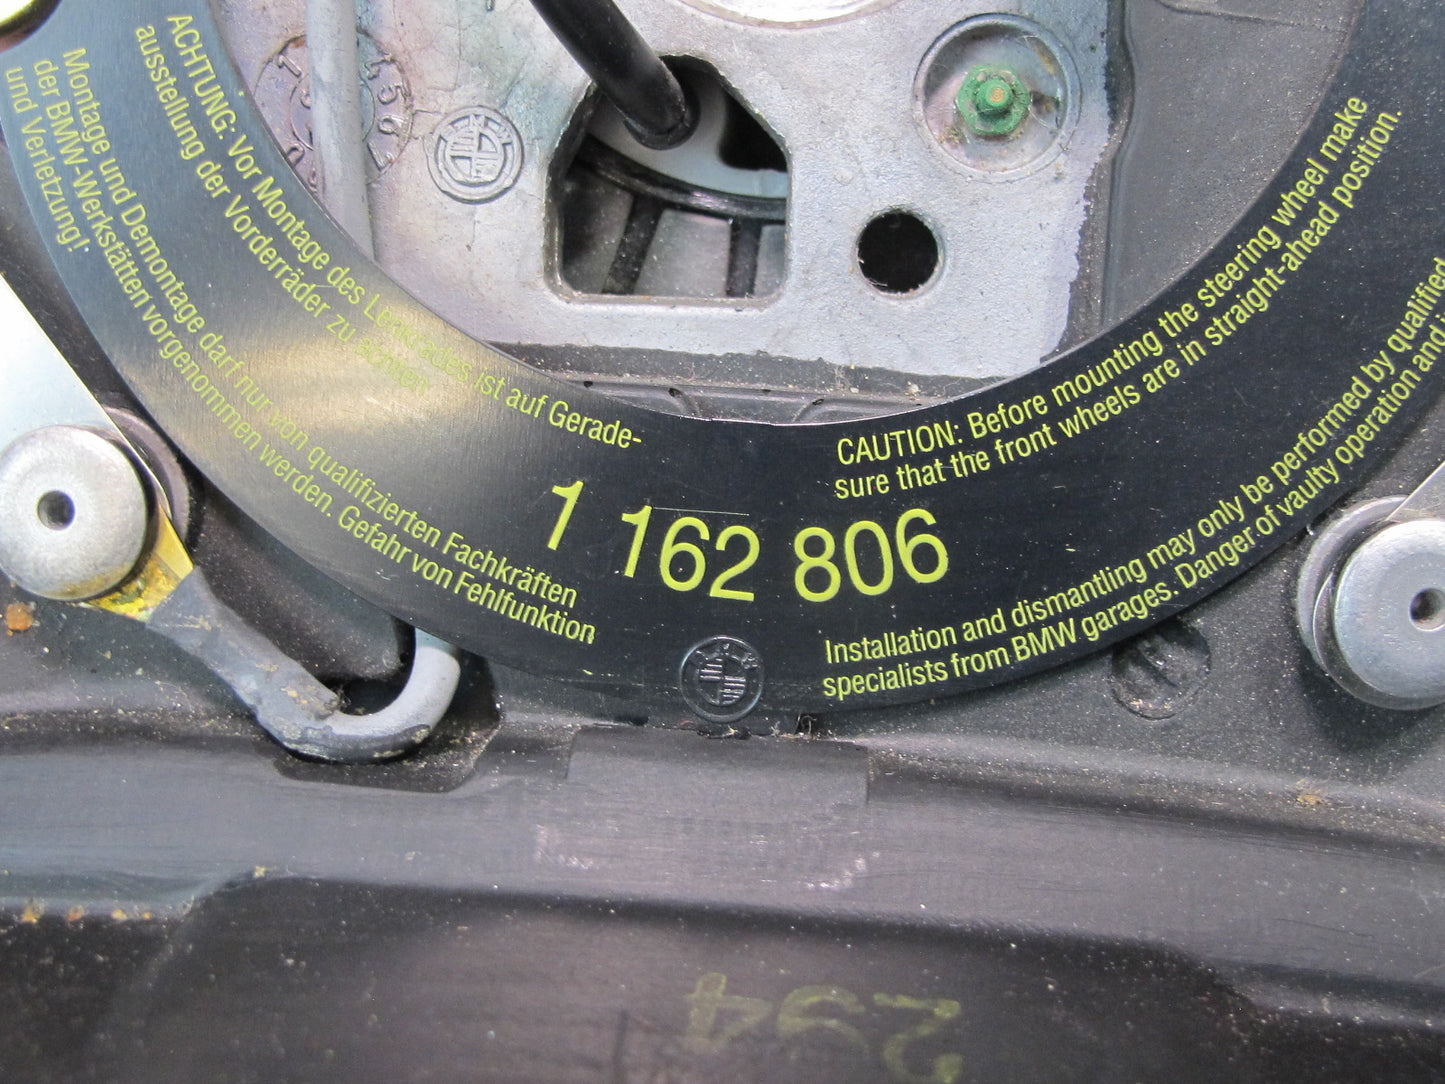 ACHTUNG: Vor Montage des Lenkrades ist auf Gerade-
ausstellung der Vorderräder zu achten.
Montage und Demontage darf nur von qualifizierten Fachkräften
der BMW-Werkstätten vorgenommen werden. Gefahr von Fehlfunktion
und Verletzung!
1 162 806
CAUTION: Before mounting the steering wheel make
sure that the front wheels are in straight-ahead position.
Installation and dismantling may only be performed by qualified
specialists from BMW garages. Danger of vaulty operation and
BMW
294